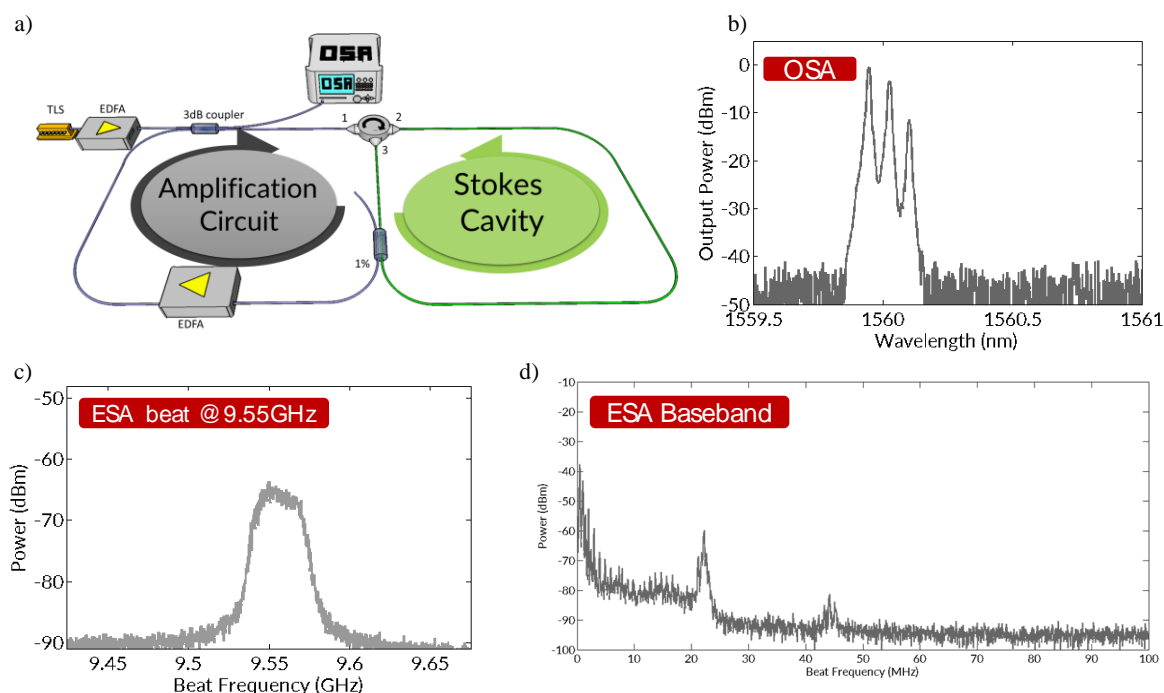 a)
OSA
OSA
TLS
EDFA
3dB coupler
1
2
3
Amplification
Circuit
Stokes
Cavity
1%
EDFA
b)
OSA
Output Power (dBm)
0
-10
-20
-30
-40
-50
1559.5
1560
1560.5
1561
Wavelength (nm)
c)
ESA beat @9.55GHz
Power (dBm)
-50
-60
-70
-80
-90
9.45
9.5
9.55
9.6
9.65
Beat Frequency (GHz)
d)
ESA Baseband
Power (dBm)
-10
-20
-30
-40
-50
-60
-70
-80
-90
-100
0
10
20
30
40
50
60
70
80
90
100
Beat Frequency (MHz)